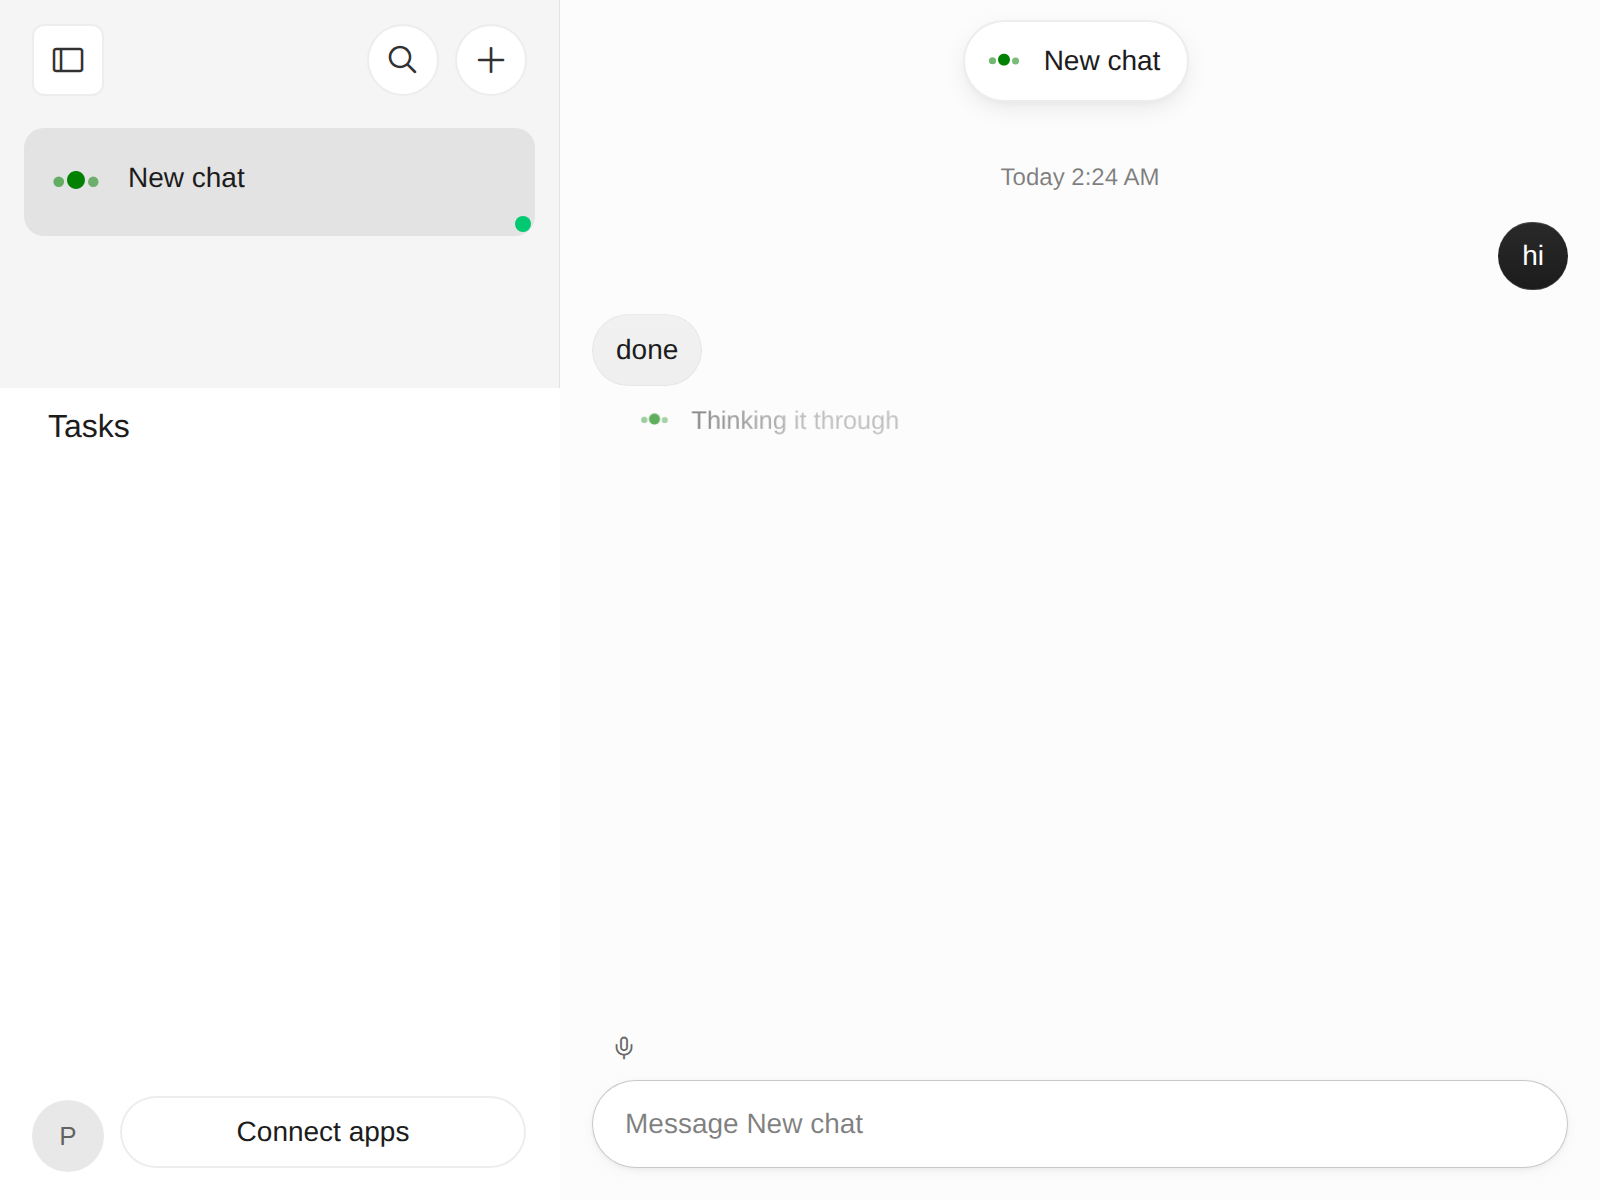 New chat
Tasks
P
Connect apps
New chat
Today 2:24 AM
hi
done
Thinking it through
Message New chat